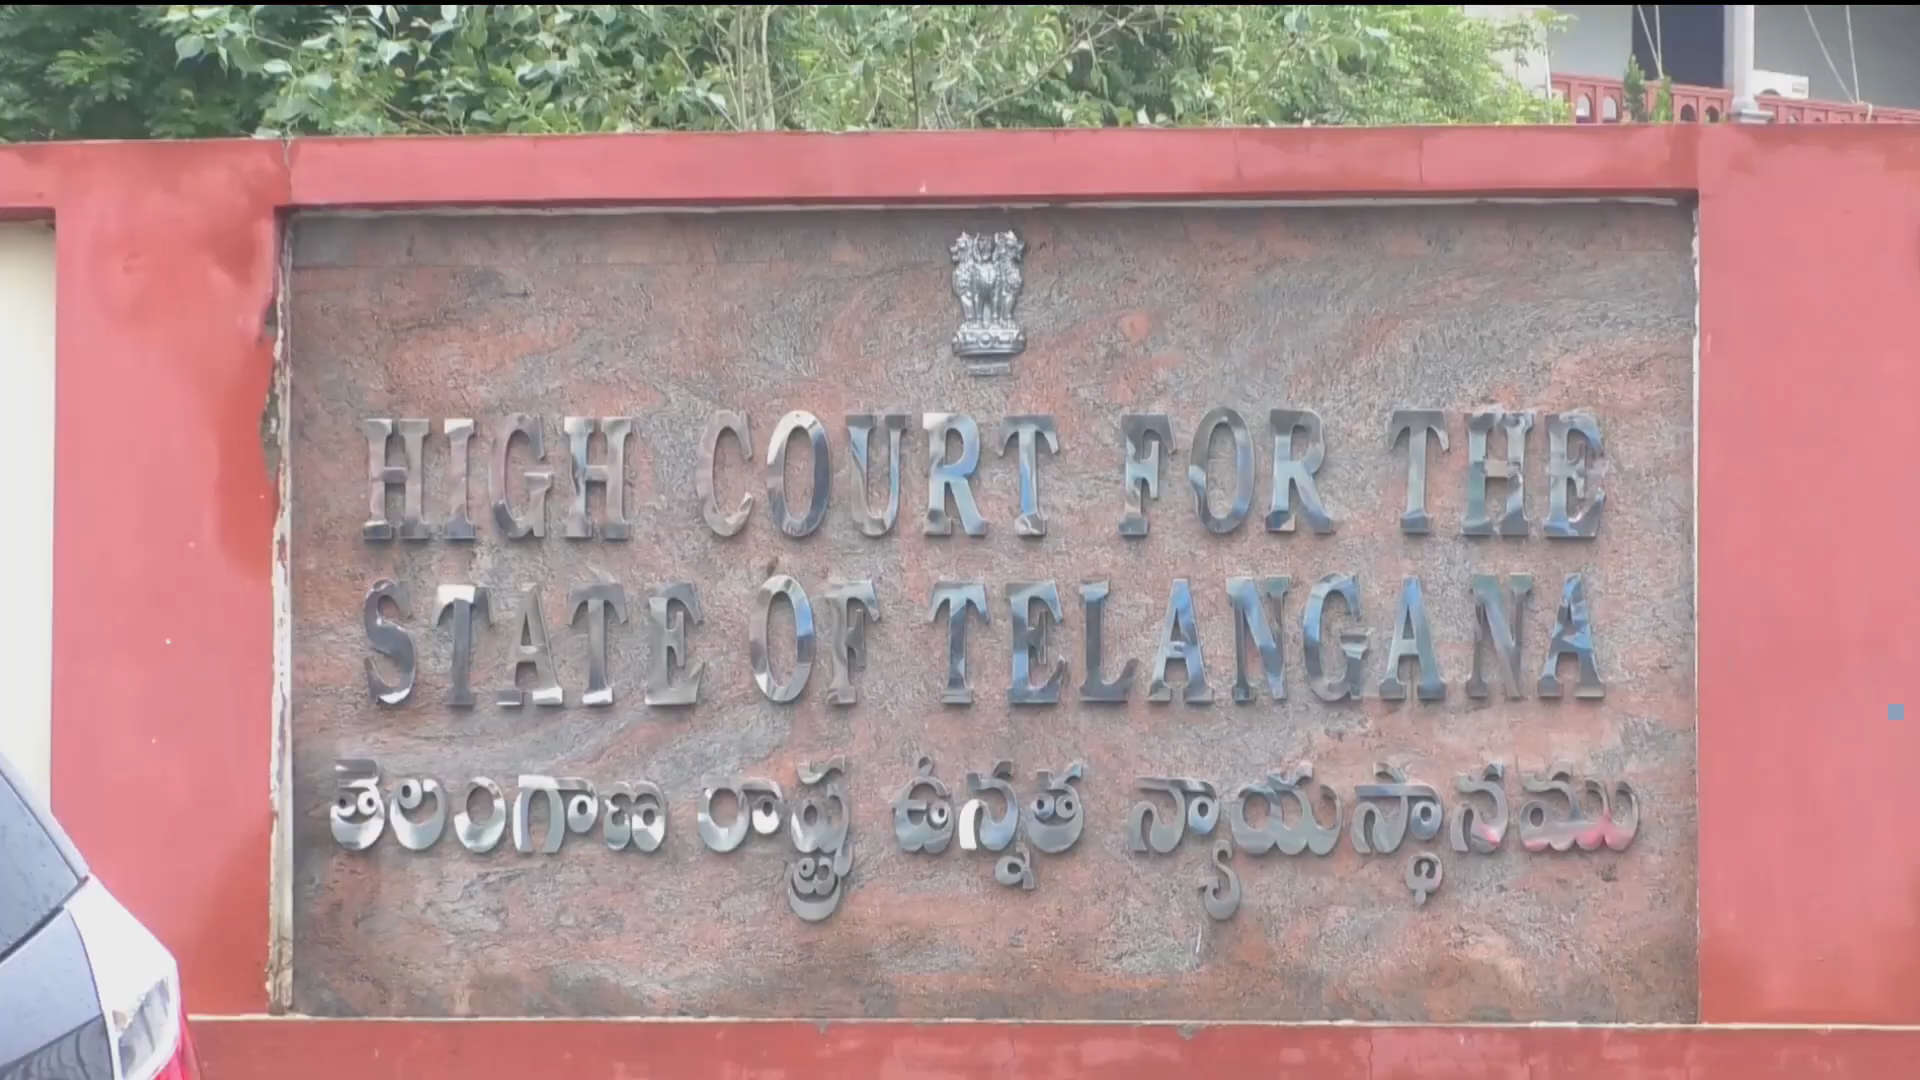 HIGH COURT FOR THE
STATE OF TELANGANA
తెలంగాణ రాష్ట్ర ఉన్నత న్యాయస్థానము